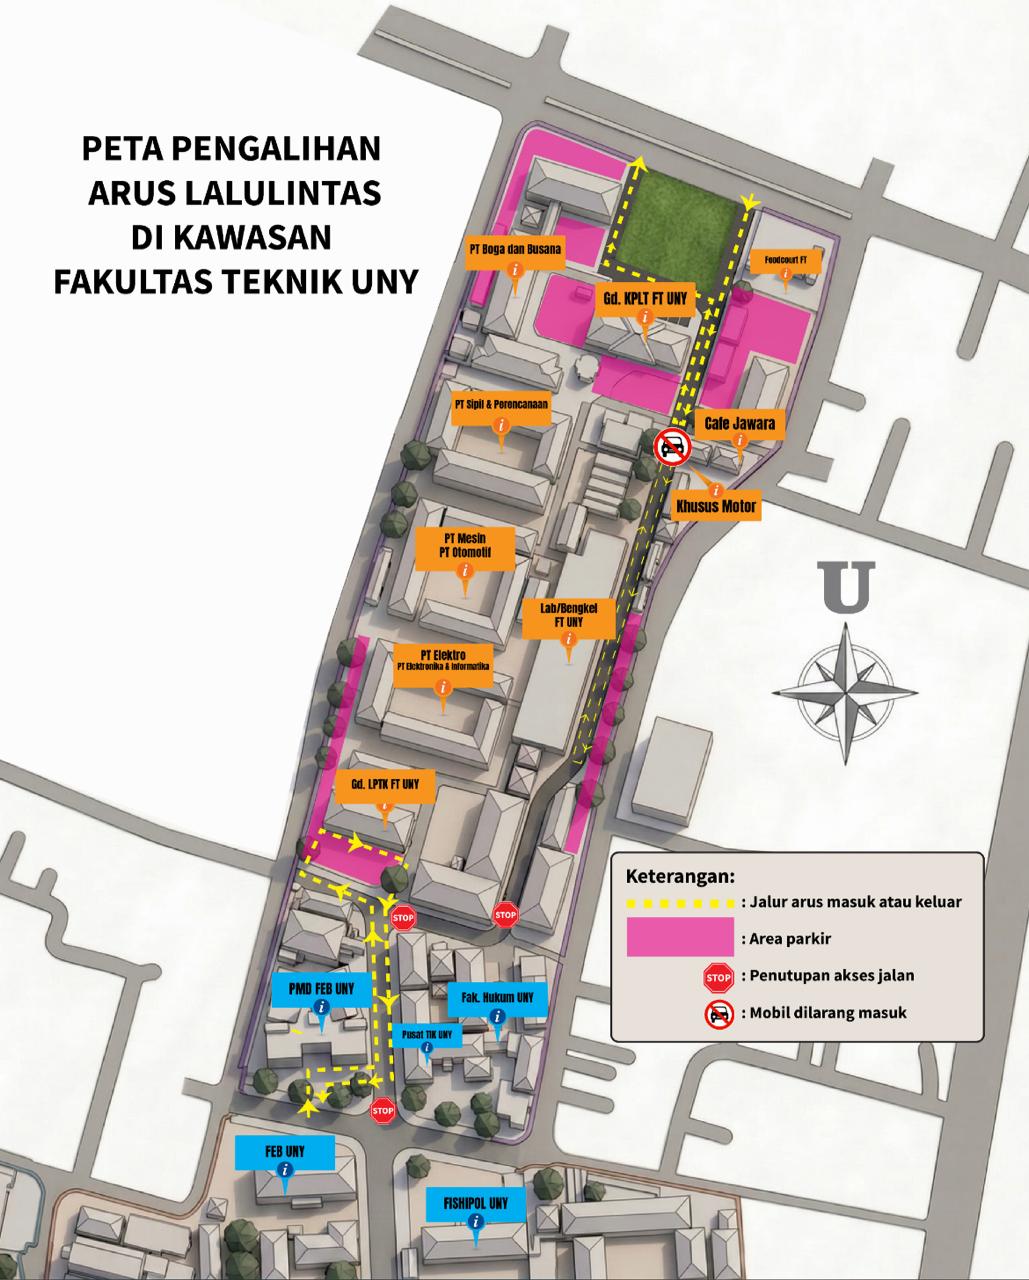 PETA PENGALIHAN
ARUS LALULINTAS
DI KAWASAN
FAKULTAS TEKNIK UNY
PT Boga dan Busana
Foodcourt FT
Gd. KPLT FT UNY
PT Sipil & Perencanaan
Cafe Jawara
Khusus Motor
PT Mesin
PT Otomotif
Lab/Bengkel
FT UNY
PT Elektro
PT Elektronika & Informatika
U
Gd. LPTK FT UNY
Keterangan:
: Jalur arus masuk atau keluar
: Area parkir
STOP : Penutupan akses jalan
: Mobil dilarang masuk
STOP
STOP
PMD FEB UNY
Fak. Hukum UNY
Pusat TIK UNY
STOP
FEB UNY
FISHIPOL UNY